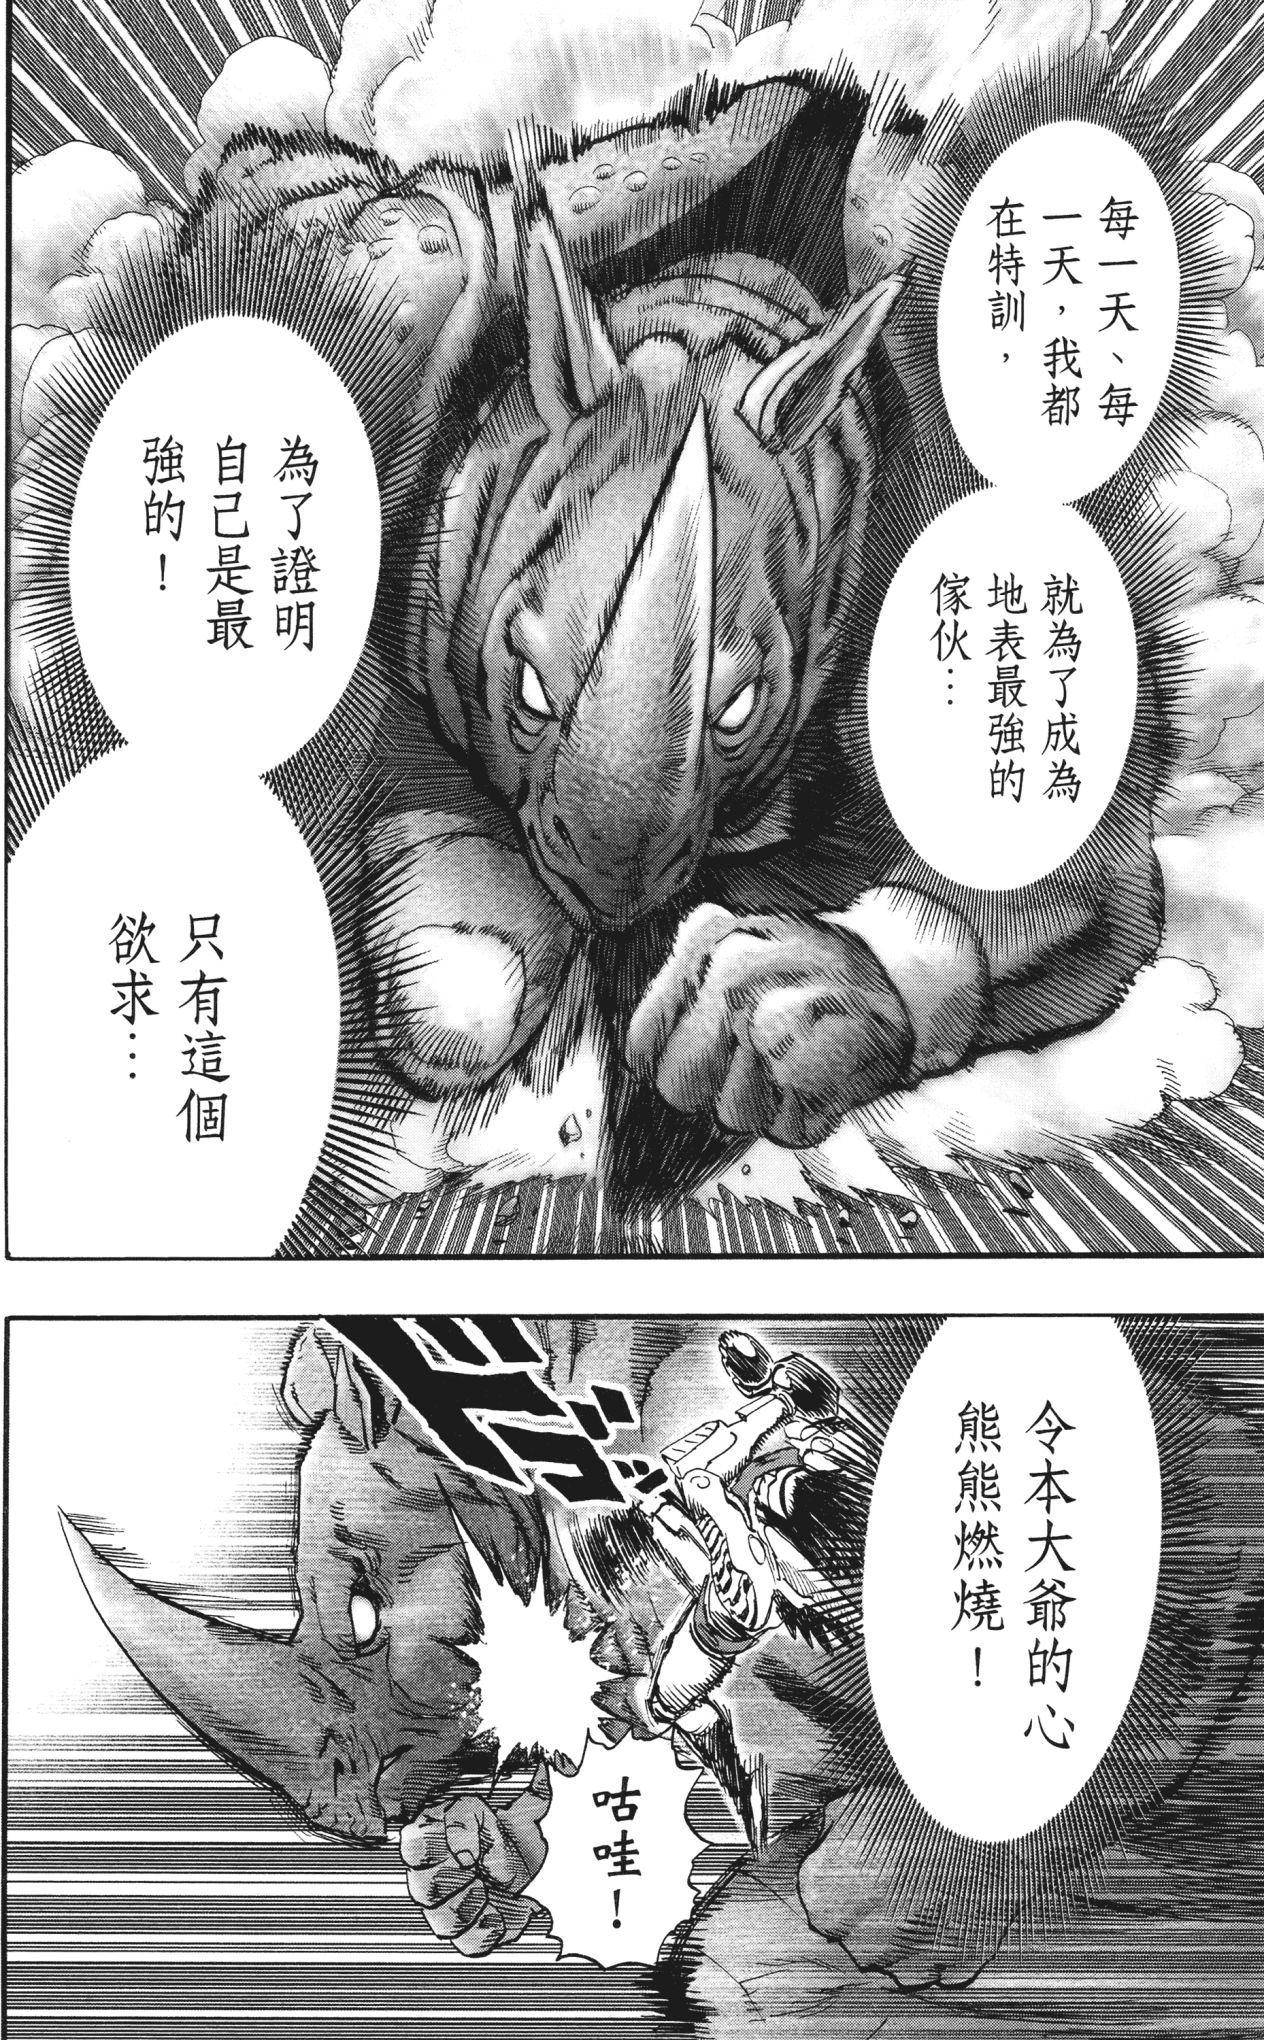 每一天、每
一天，我都
在特訓，
就為了成為
地表最強的
傢伙…
為了證明
自己是最
強的！
只有這個
欲求…
令本大爺的心
熊熊燃燒！
咕哇！